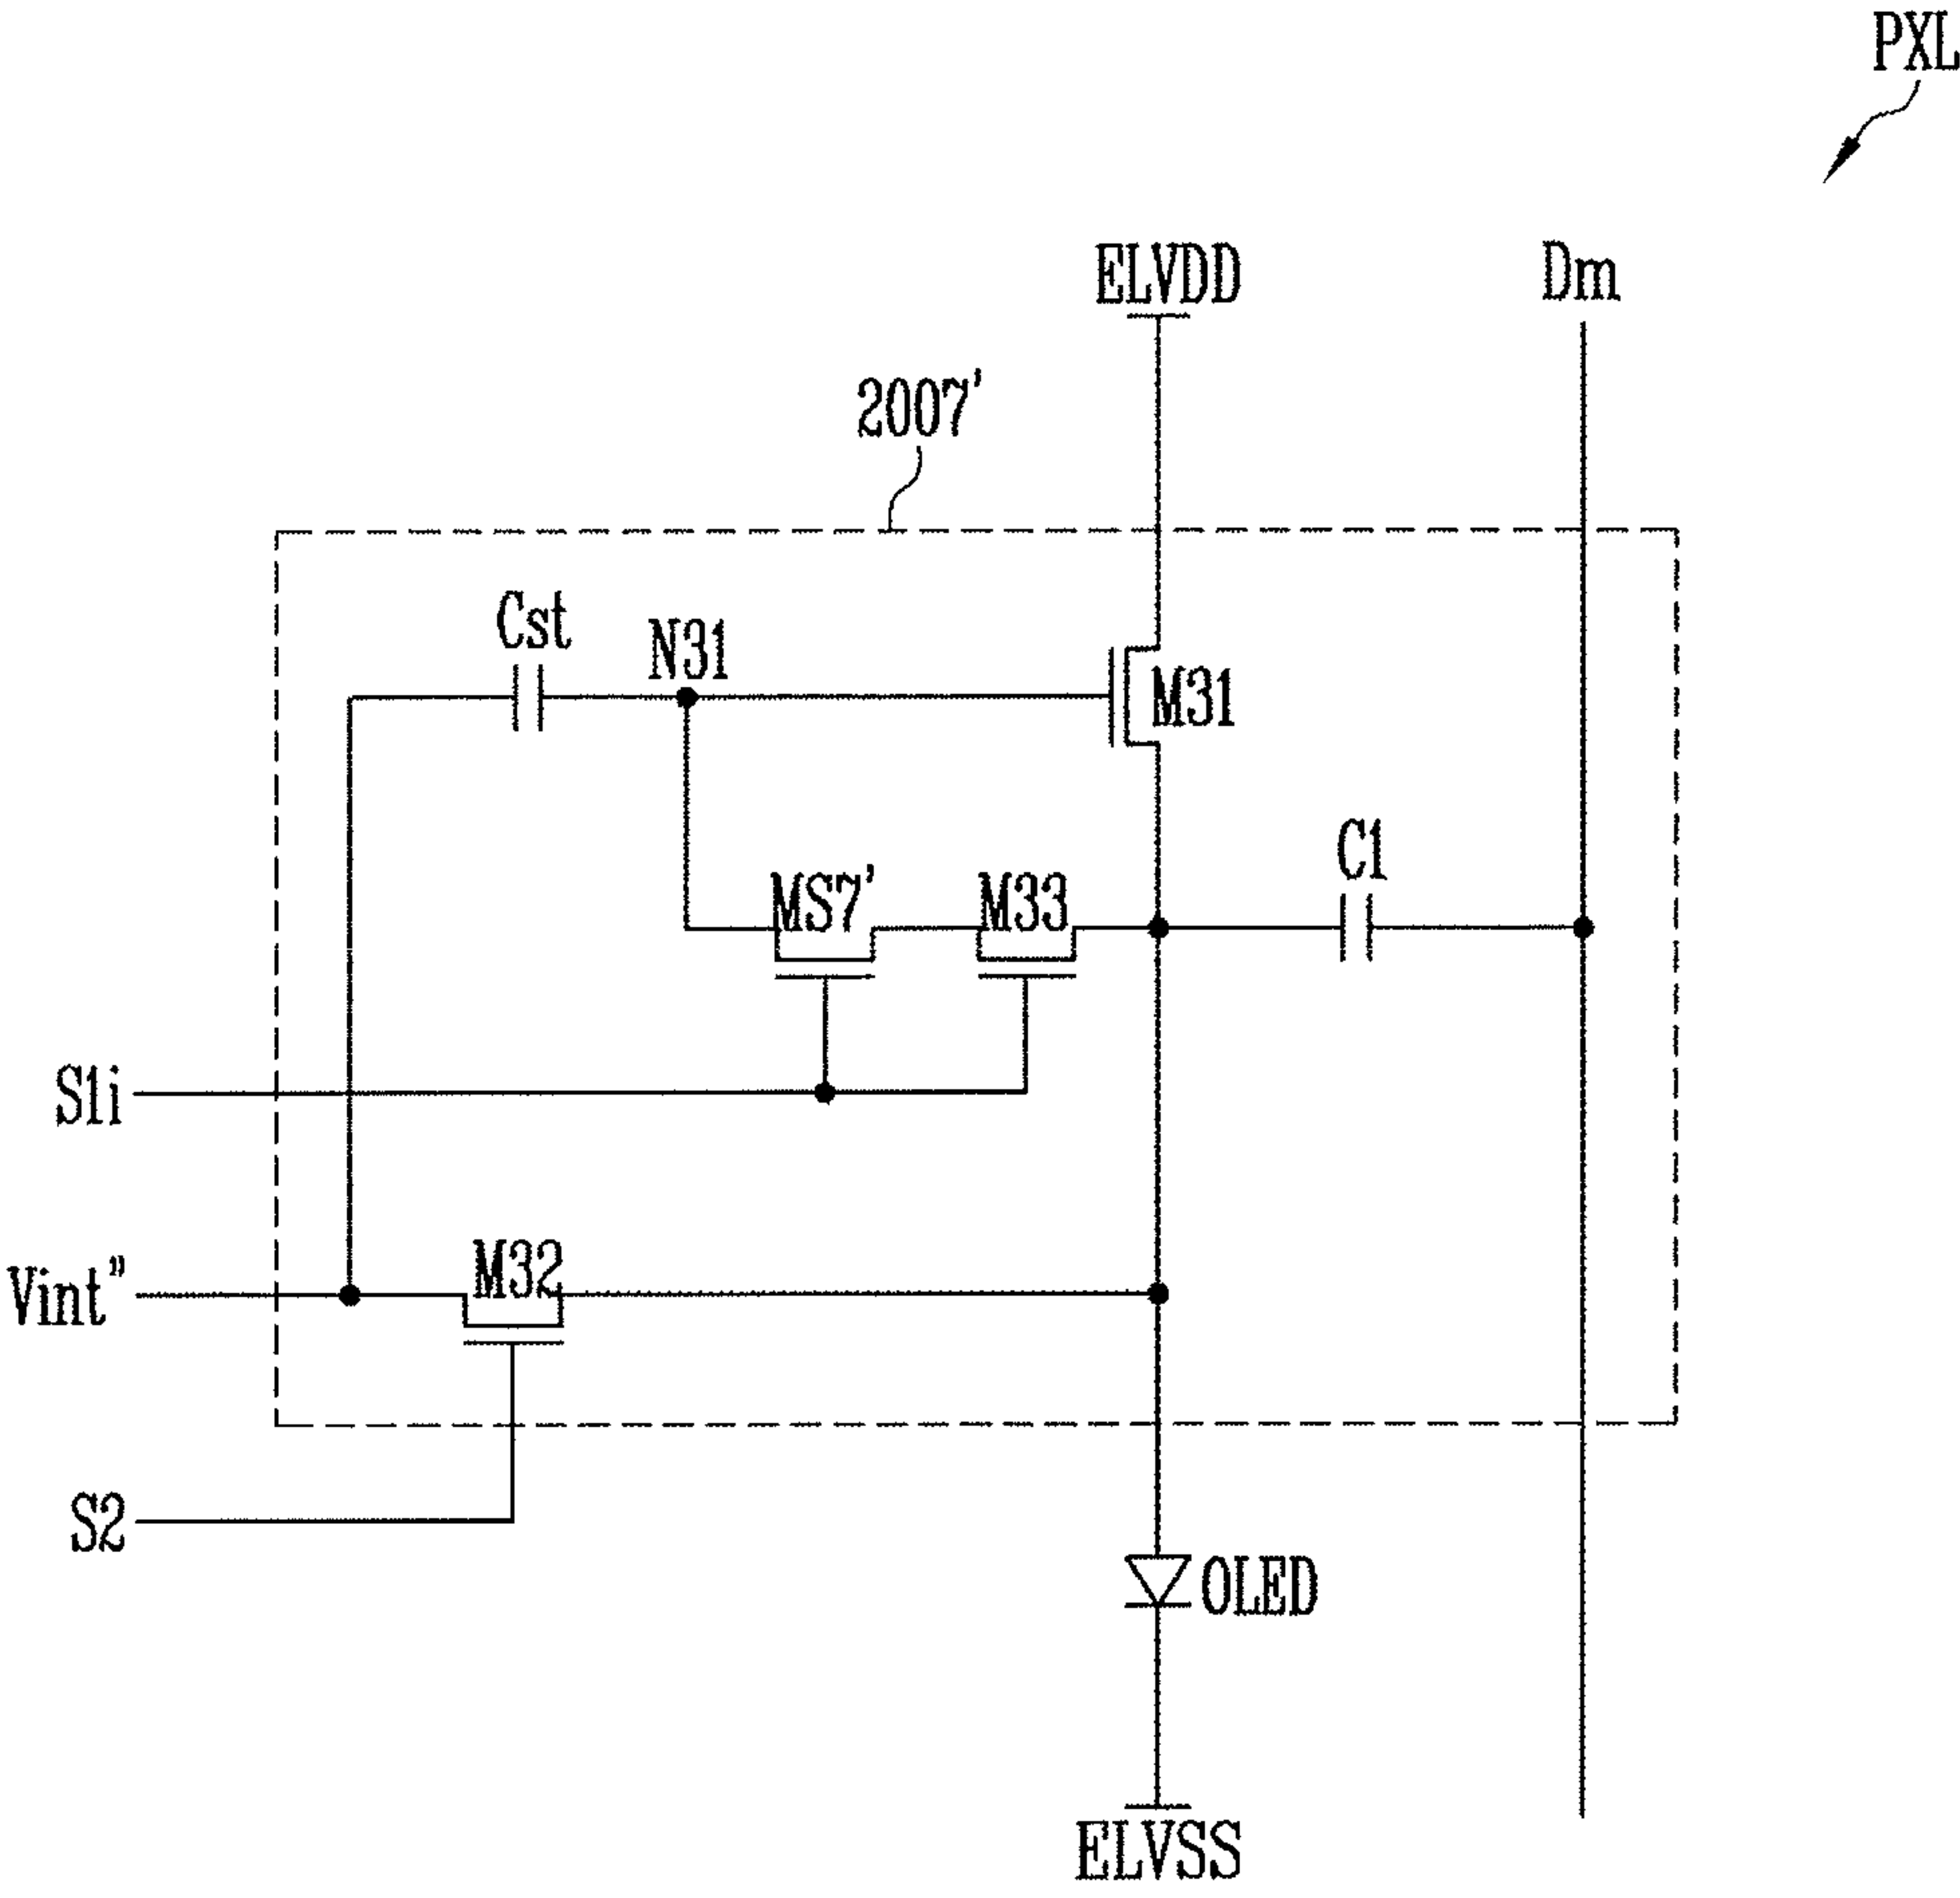 PXL
ELVDD
Dm
2007'
Cst
N31
M31
C1
MS7'
M33
S1i
M32
Vint"
S2
OLED
ELVSS